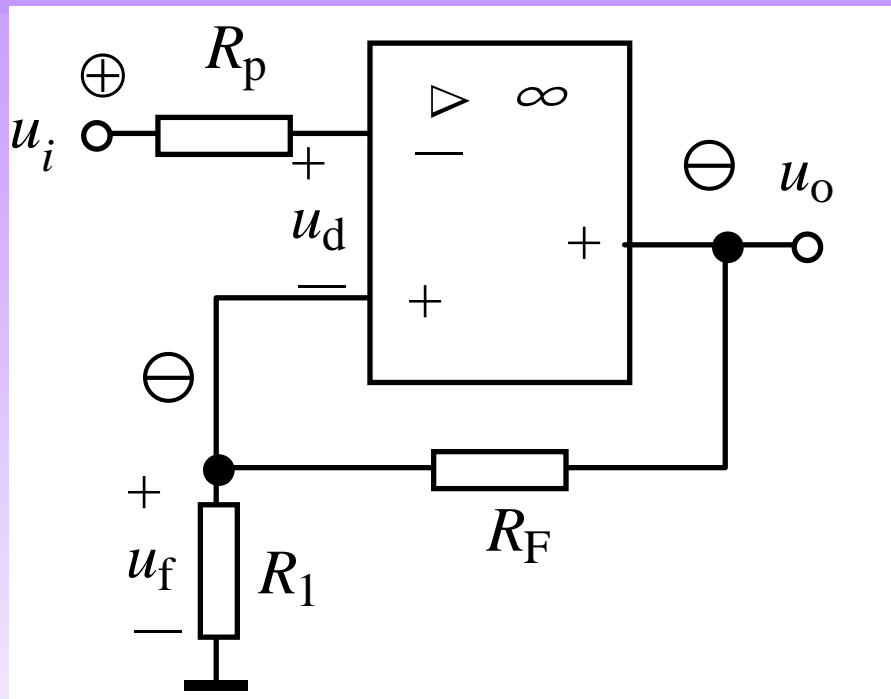 ⊕
R_p
u_i
▷ ∞
−
+
u_d
−
+
+
⊖
u_o
⊖
+
u_f
−
R_1
R_F